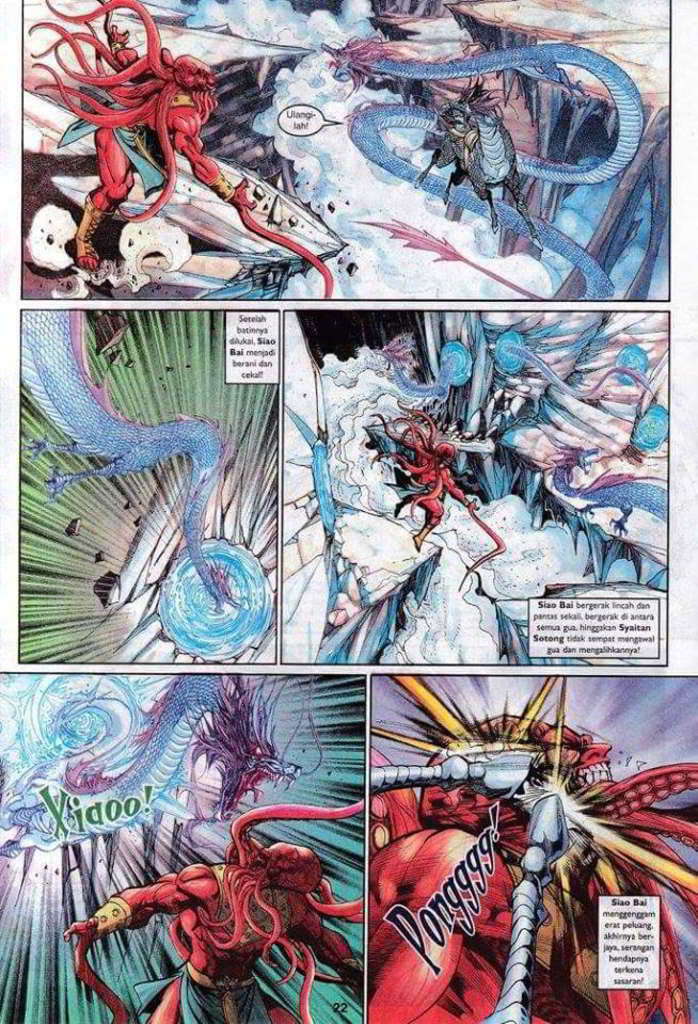 Ulangi-
lah!
Setelah
batinnya
dilukai, Siao
Bai menjadi
berani dan
cekal!
Siao Bai bergerak lincah dan
pantas sekali, bergerak di antara
semua gua, hinggakan Syaitan
Sotong tidak sempat mengawal
gua dan mengalihkannya!
Xiaoo!
Pongggg!
Siao Bai
menggenggam
erat peluang,
akhirnya ber-
jaya, serangan
hendapnya
terkena
sasaran!
22